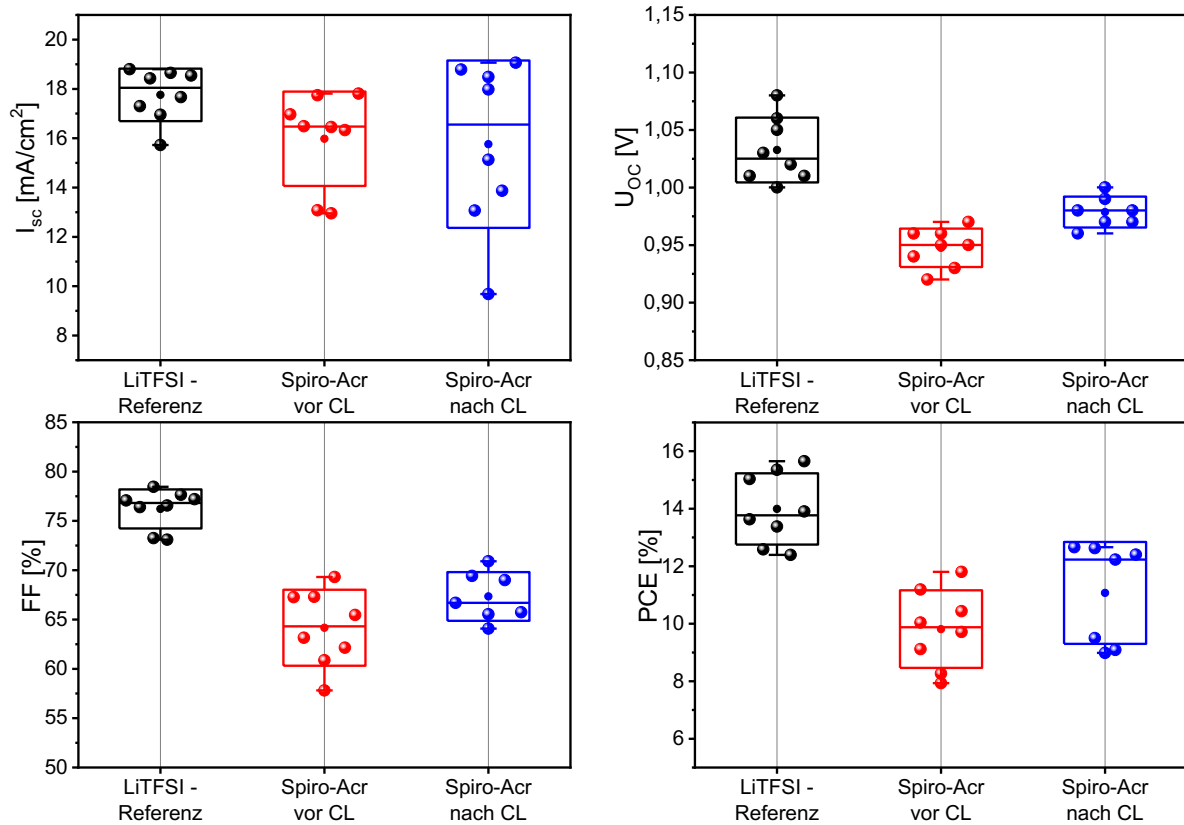 I_sc [mA/cm²]
20
18
16
14
12
10
8
LiTFSI -
Referenz
Spiro-Acr
vor CL
Spiro-Acr
nach CL
U_OC [V]
1,15
1,10
1,05
1,00
0,95
0,90
0,85
LiTFSI -
Referenz
Spiro-Acr
vor CL
Spiro-Acr
nach CL
FF [%]
85
80
75
70
65
60
55
50
LiTFSI -
Referenz
Spiro-Acr
vor CL
Spiro-Acr
nach CL
PCE [%]
16
14
12
10
8
6
LiTFSI -
Referenz
Spiro-Acr
vor CL
Spiro-Acr
nach CL